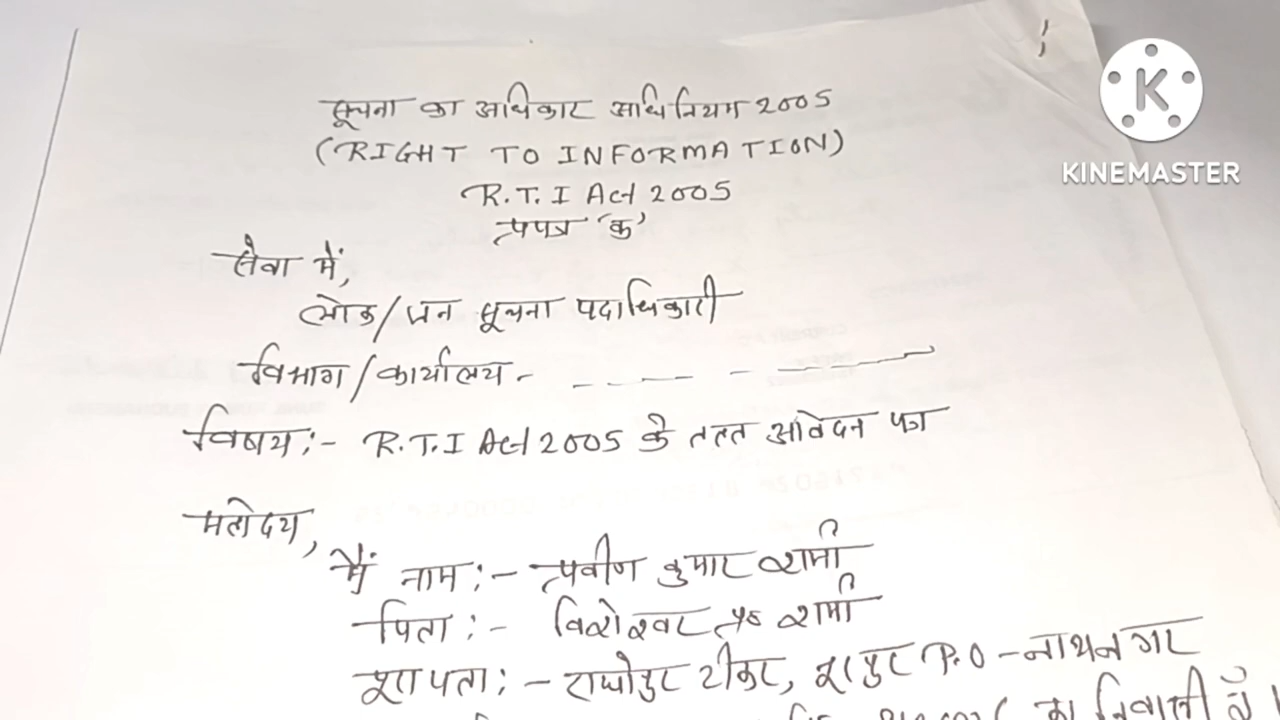 सूचना का अधिकार अधिनियम 2005
(RIGHT TO INFORMATION)
R.T.I Act 2005
प्रपत्र 'क'
सेवा में,
लोक/जन सूचना पदाधिकारी
विभाग/कार्यालय - - — - — —
विषय:- R.T.I Act 2005 के तहत आवेदन पत्र
महोदय,
मैं नाम:- प्रवीण कुमार शर्मा
पिता:- विशेश्वर प्र० शर्मा
पूरा पता:- राघोपुर टीकर, P.O - नाथनगर
का निवासी हूँ।
K
KINEMASTER